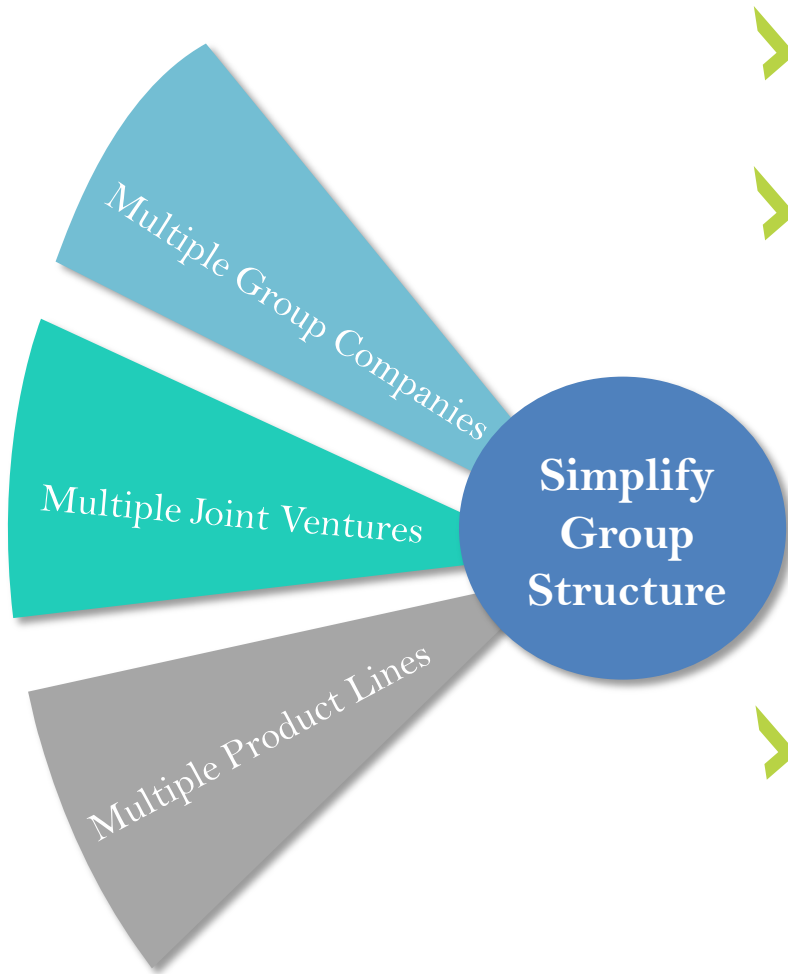 Multiple Group Companies
Multiple Joint Ventures
Multiple Product Lines
Simplify
Group
Structure